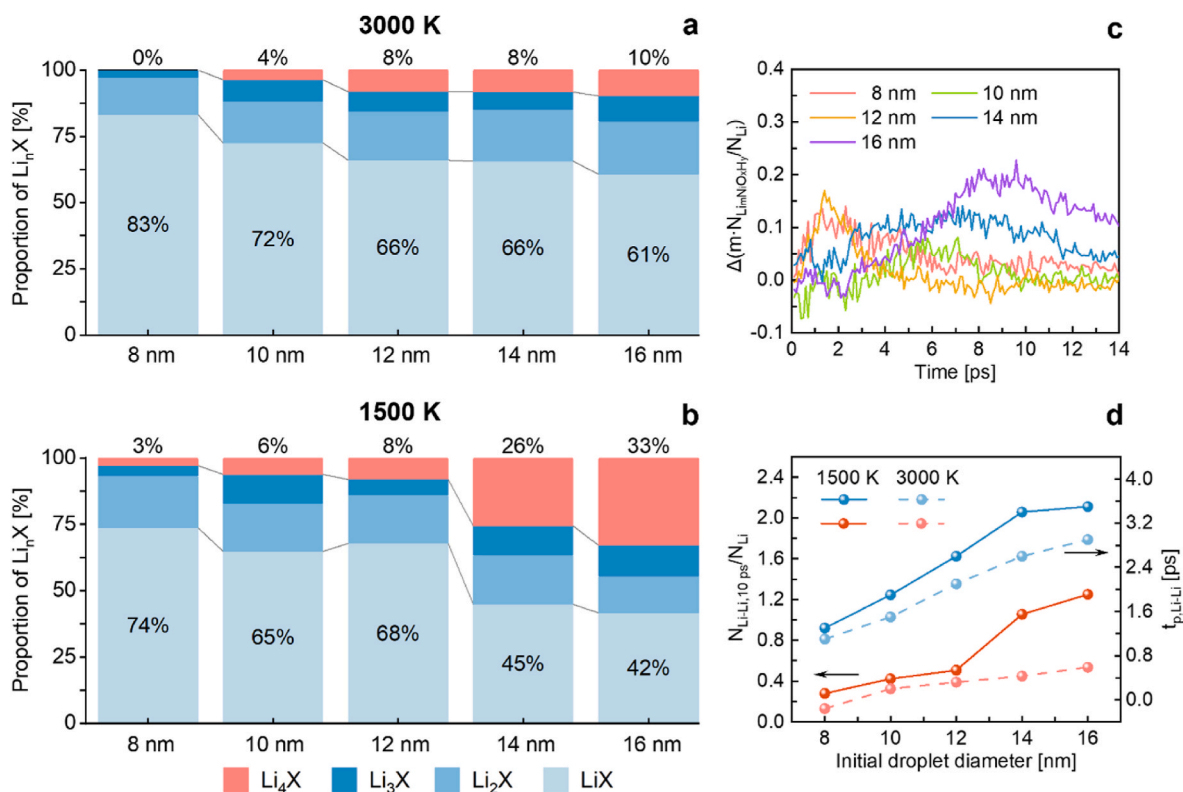 3000 K
a
0% 4% 8% 8% 10%
100
75
50
25
0
Proportion of LiₙX [%]
83% 72% 66% 66% 61%
8 nm 10 nm 12 nm 14 nm 16 nm
1500 K
b
3% 6% 8% 26% 33%
100
75
50
25
0
Proportion of LiₙX [%]
74% 65% 68% 45% 42%
8 nm 10 nm 12 nm 14 nm 16 nm
Li₄X Li₃X Li₂X LiX
c
0.4
0.3
0.2
0.1
0.0
-0.1
Δ(m·N_LimNlOxHy/N_Li)
8 nm 10 nm
12 nm 14 nm
16 nm
0 2 4 6 8 10 12 14
Time [ps]
d
2.4
2.0
1.6
1.2
0.8
0.4
0.0
N_Li-Li,10 ps/N_Li
1500 K 3000 K
4.0
3.2
2.6
1.6
0.8
0.0
t_p,Li-Li [ps]
8 10 12 14 16
Initial droplet diameter [nm]